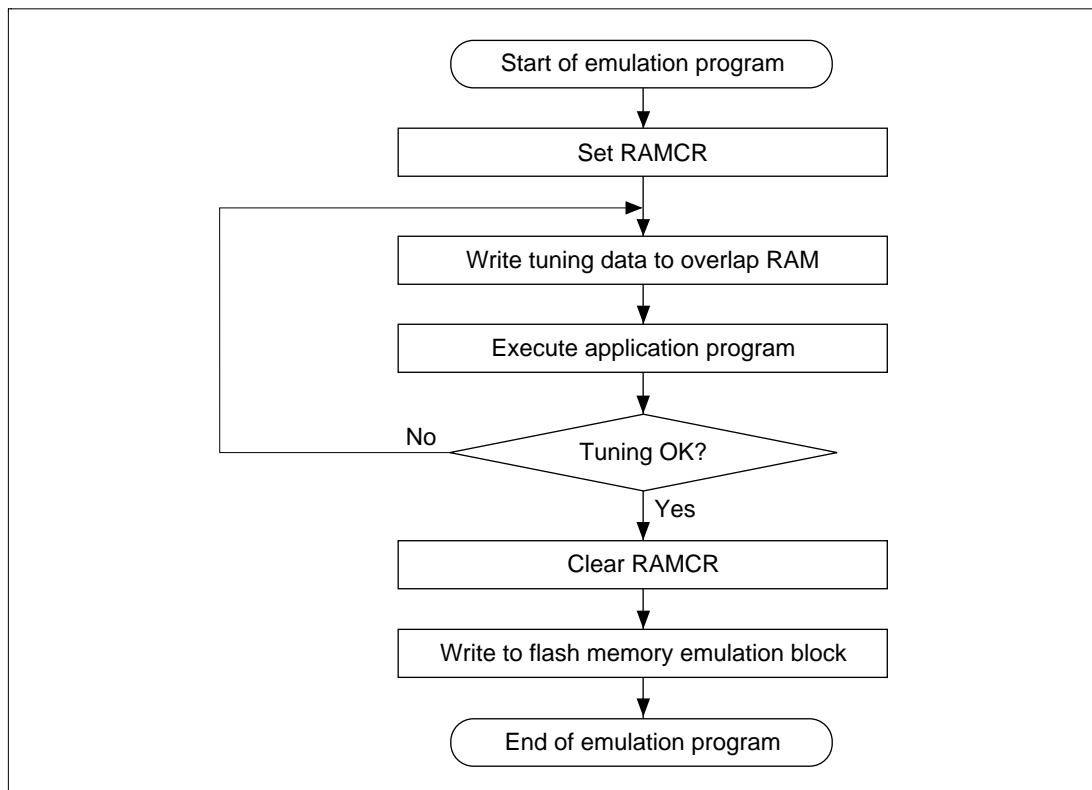 Start of emulation program
Set RAMCR
Write tuning data to overlap RAM
Execute application program
No
Tuning OK?
Yes
Clear RAMCR
Write to flash memory emulation block
End of emulation program